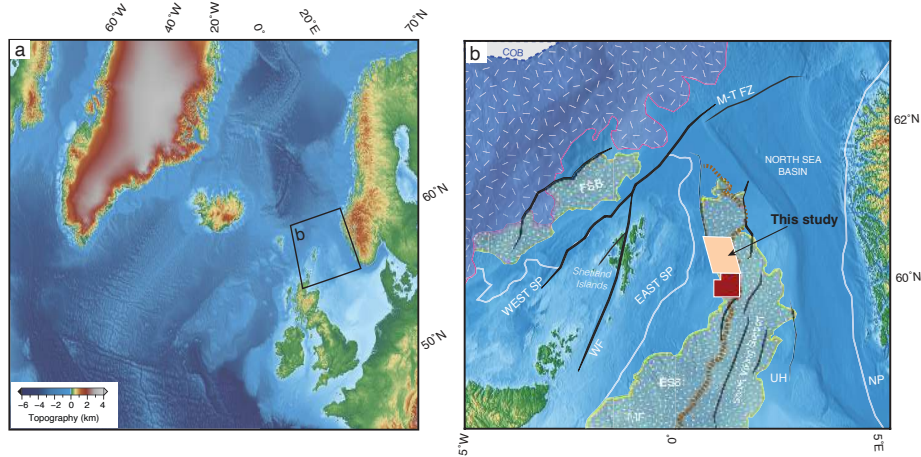 60°W
40°W
20°W
0°
20°E
70°N
60°N
50°N
a
b
−6 −4 −2 0 2 4
Topography (km)
b
COB
M-T FZ
62°N
NORTH SEA
BASIN
FSB
This study
60°N
WEST SP
Shetland
Islands
EAST SP
WF
ESB
UH
NP
5°W
0°
5°E